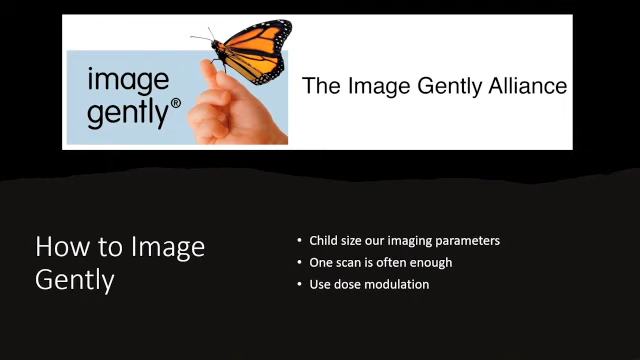 image
gently®
The Image Gently Alliance
How to Image
Gently
• Child size our imaging parameters
• One scan is often enough
• Use dose modulation